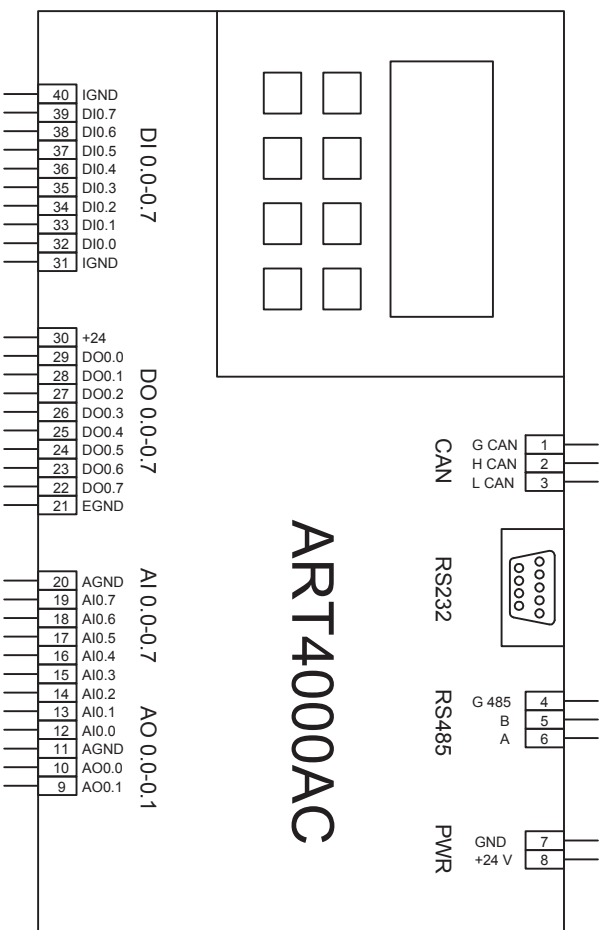 40 IGND
39 DI0.7
38 DI0.6
37 DI0.5
36 DI0.4
35 DI0.3
34 DI0.2
33 DI0.1
32 DI0.0
31 IGND
DI 0.0-0.7
30 +24
29 DO0.0
28 DO0.1
27 DO0.2
26 DO0.3
25 DO0.4
24 DO0.5
23 DO0.6
22 DO0.7
21 EGND
DO 0.0-0.7
20 AGND
19 AI0.7
18 AI0.6
17 AI0.5
16 AI0.4
15 AI0.3
14 AI0.2
13 AI0.1
12 AI0.0
11 AGND
10 AO0.0
9 AO0.1
AI 0.0-0.7
AO 0.0-0.1
ART4000AC
CAN
G CAN 1
H CAN 2
L CAN 3
RS232
RS485
G 485 4
B 5
A 6
PWR
GND 7
+24 V 8